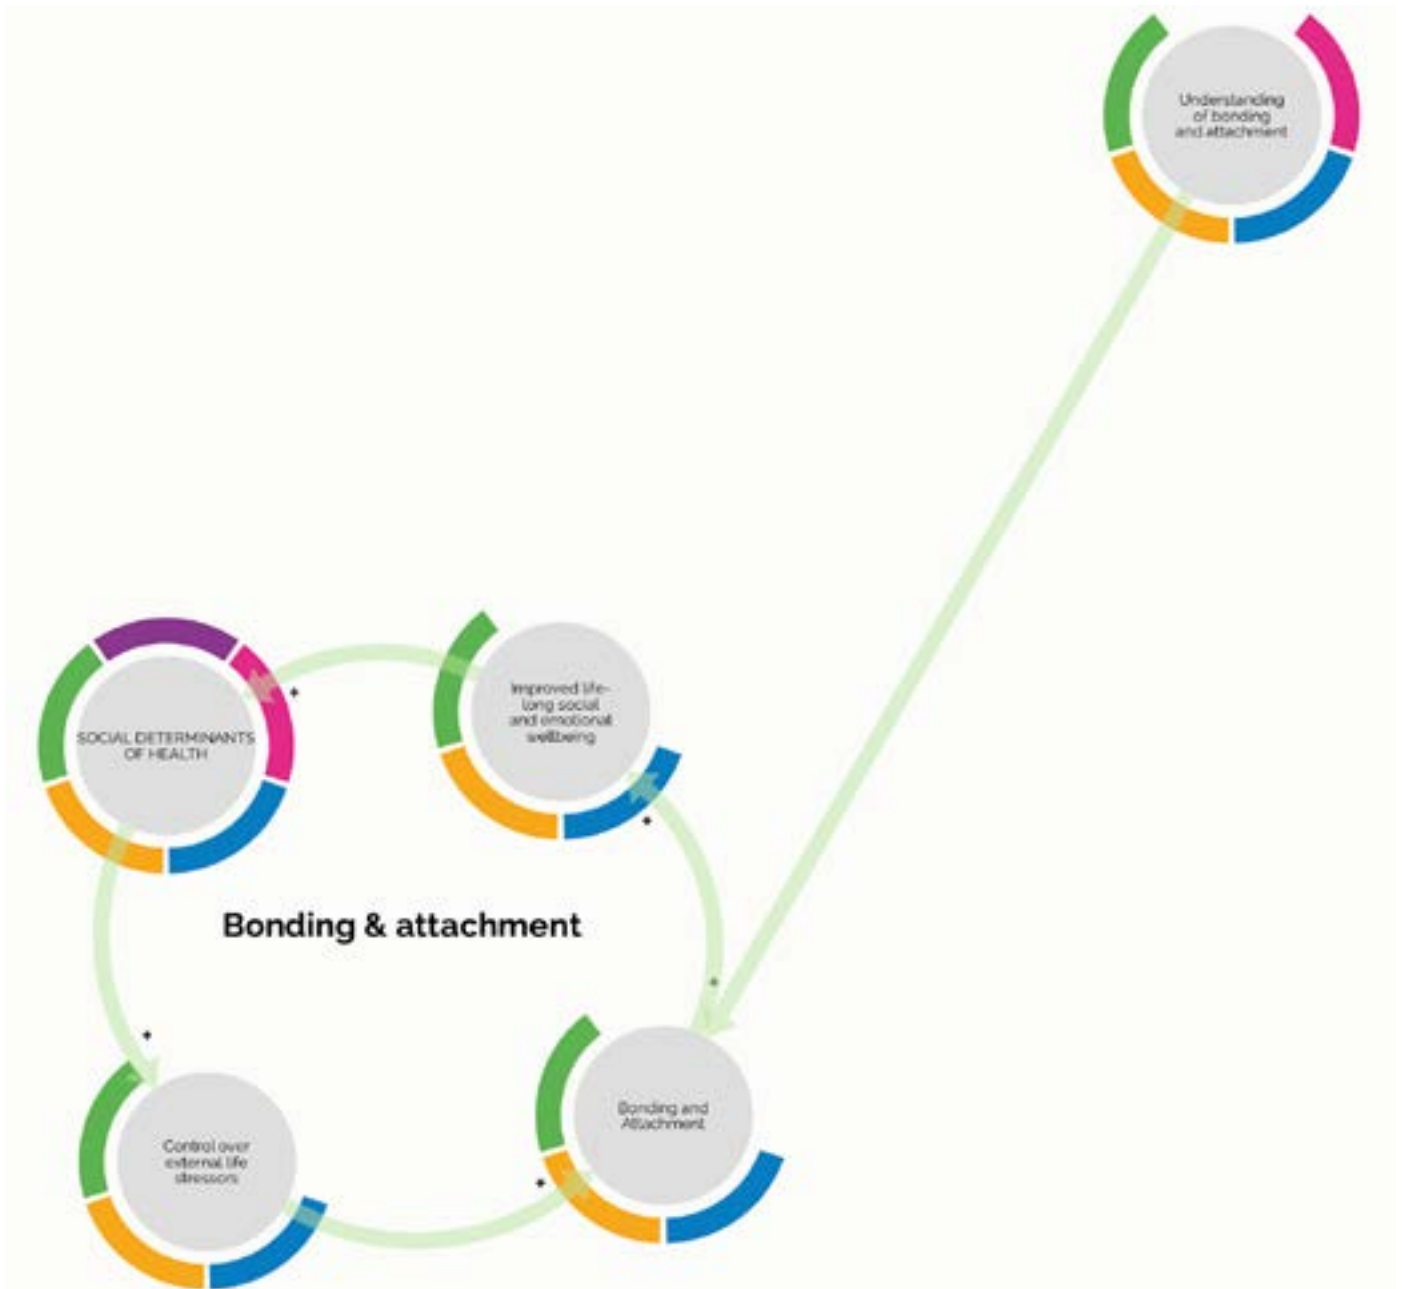 Understanding
of bonding
and attachment
Improved life-
long social
and emotional
wellbeing
SOCIAL DETERMINANTS
OF HEALTH
+
+
Bonding & attachment
+
+
Bonding and
Attachment
Control over
external life
stressors
+